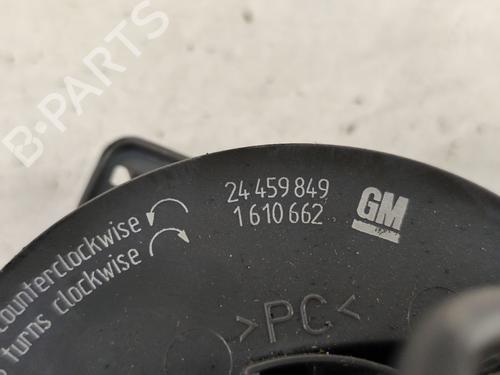 B-PARTS
24 459 849
1 610 662
GM
counterclockwise
turns clockwise
>PC<